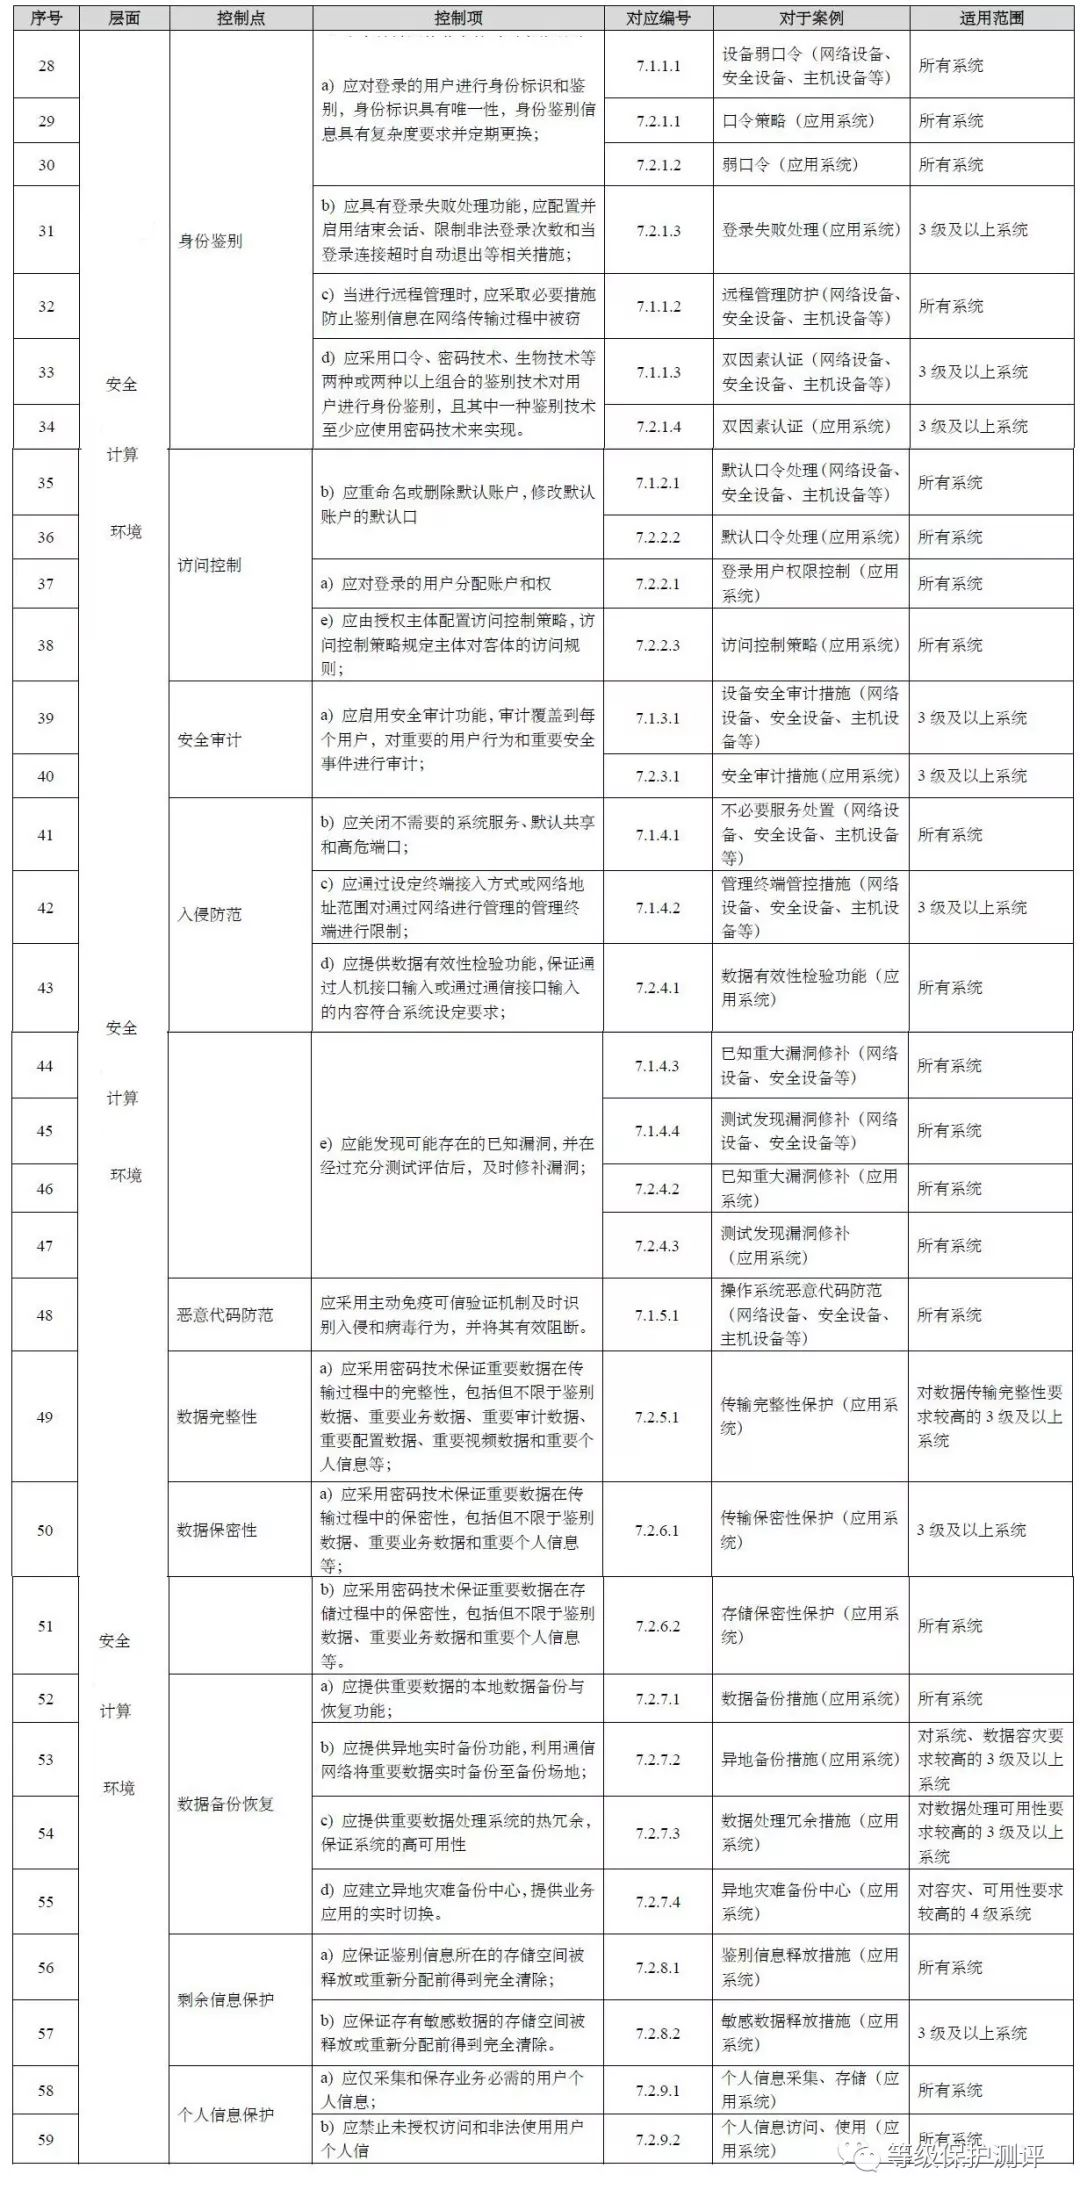 序号 层面 控制点 控制项 对应编号 对于案例 适用范围
28
7.1.1.1
设备弱口令（网络设备、
安全设备、主机设备等）
所有系统
a）应对登录的用户进行身份标识和鉴
别，身份标识具有唯一性，身份鉴别信
息具有复杂度要求并定期更换；
29
7.2.1.1
口令策略（应用系统）
所有系统
30
7.2.1.2
弱口令（应用系统）
所有系统
身份鉴别
31
b）应具有登录失败处理功能，应配置并
启用结束会话、限制非法登录次数和当
登录连接超时自动退出等相关措施；
7.2.1.3
登录失败处理（应用系统）
3 级及以上系统
32
c）当进行远程管理时，应采取必要措施
防止鉴别信息在网络传输过程中被窃
7.1.1.2
远程管理防护（网络设备、
安全设备、主机设备等）
所有系统
33
d）应采用口令、密码技术、生物技术等
两种或两种以上组合的鉴别技术对用
户进行身份鉴别，且其中一种鉴别技术
至少应使用密码技术来实现。
7.1.1.3
双因素认证（网络设备、
安全设备、主机设备等）
3 级及以上系统
34
7.2.1.4
双因素认证（应用系统）
3 级及以上系统
安全
计算
环境
35
访问控制
b）应重命名或删除默认账户，修改默认
账户的默认口
7.1.2.1
默认口令处理（网络设备、
安全设备、主机设备等）
所有系统
36
7.2.2.2
默认口令处理（应用系统）
所有系统
37
a）应对登录的用户分配账户和权
7.2.2.1
登录用户权限控制（应用
系统）
所有系统
38
e）应由授权主体配置访问控制策略，访
问控制策略规定主体对客体的访问规
则；
7.2.2.3
访问控制策略（应用系统）
所有系统
39
安全审计
a）应启用安全审计功能，审计覆盖到每
个用户，对重要的用户行为和重要安全
事件进行审计；
7.1.3.1
设备安全审计措施（网络
设备、安全设备、主机设
备等）
3 级及以上系统
40
7.2.3.1
安全审计措施（应用系统）
3 级及以上系统
41
入侵防范
b）应关闭不需要的系统服务、默认共享
和高危端口；
7.1.4.1
不必要服务处置（网络设
备、安全设备、主机设备
等）
所有系统
42
c）应通过设定终端接入方式或网络地
址范围对通过网络进行管理的管理终
端进行限制；
7.1.4.2
管理终端管控措施（网络
设备、安全设备、主机设
备等）
3 级及以上系统
43
d）应提供数据有效性检验功能，保证通
过人机接口输入或通过通信接口输入
的内容符合系统设定要求；
7.2.4.1
数据有效性检验功能（应
用系统）
所有系统
安全
计算
环境
44
e）应能发现可能存在的已知漏洞，并在
经过充分测试评估后，及时修补漏洞；
7.1.4.3
已知重大漏洞修补（网络
设备、安全设备等）
所有系统
45
7.1.4.4
测试发现漏洞修补（网络
设备、安全设备等）
所有系统
46
7.2.4.2
已知重大漏洞修补（应用
系统）
所有系统
47
7.2.4.3
测试发现漏洞修补
（应用系统）
所有系统
48
恶意代码防范
应采用主动免疫可信验证机制及时识
别入侵和病毒行为，并将其有效阻断。
7.1.5.1
操作系统恶意代码防范
（网络设备、安全设备、
主机设备等）
所有系统
49
数据完整性
a）应采用密码技术保证重要数据在传
输过程中的完整性，包括但不限于鉴别
数据、重要业务数据、重要审计数据、
重要配置数据、重要视频数据和重要个
人信息等；
7.2.5.1
传输完整性保护（应用系
统）
对数据传输完整性要
求较高的 3 级及以上
系统
50
数据保密性
a）应采用密码技术保证重要数据在传
输过程中的保密性，包括但不限于鉴别
数据、重要业务数据和重要个人信息
等；
7.2.6.1
传输保密性保护（应用系
统）
3 级及以上系统
51
b）应采用密码技术保证重要数据在存
储过程中的保密性，包括但不限于鉴别
数据、重要业务数据和重要个人信息
等。
7.2.6.2
存储保密性保护（应用系
统）
所有系统
安全
计算
环境
52
数据备份恢复
a）应提供重要数据的本地数据备份与
恢复功能；
7.2.7.1
数据备份措施（应用系统）
所有系统
53
b）应提供异地实时备份功能，利用通信
网络将重要数据实时备份至备份场地；
7.2.7.2
异地备份措施（应用系统）
对系统、数据容灾要
求较高的 3 级及以上
系统
54
c）应提供重要数据处理系统的热冗余，
保证系统的高可用性
7.2.7.3
数据处理冗余措施（应用
系统）
对数据处理可用性要
求较高的 3 级及以上
系统
55
d）应建立异地灾难备份中心，提供业务
应用的实时切换。
7.2.7.4
异地灾难备份中心（应用
系统）
对容灾、可用性要求
较高的 4 级系统
56
剩余信息保护
a）应保证鉴别信息所在的存储空间被
释放或重新分配前得到完全清除；
7.2.8.1
鉴别信息释放措施（应用
系统）
所有系统
57
b）应保证存有敏感数据的存储空间被
释放或重新分配前得到完全清除。
7.2.8.2
敏感数据释放措施（应用
系统）
3 级及以上系统
58
个人信息保护
a）应仅采集和保存业务必需的用户个
人信息；
7.2.9.1
个人信息采集、存储（应
用系统）
所有系统
59
b）应禁止未授权访问和非法使用用户
个人信
7.2.9.2
个人信息访问、使用（应
用系统）
所有系统
等级保护测评